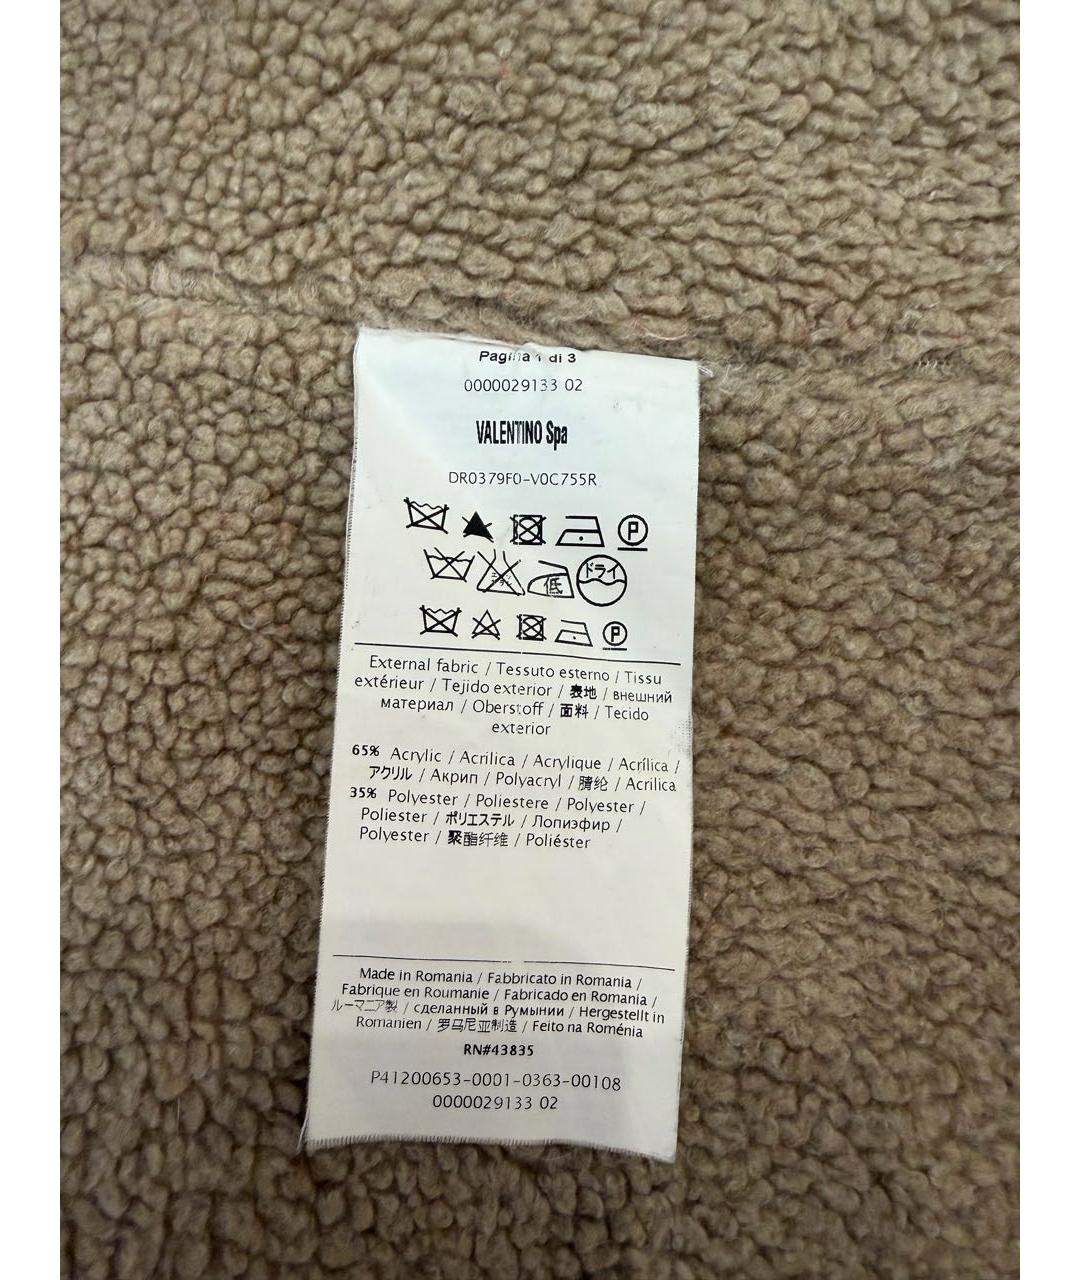 Pagina 1 di 3
0000029133 02
VALENTINO Spa
DR0379F0-V0C755R
P
低 ドライ
P
External fabric / Tessuto esterno / Tissu
extérieur / Tejido exterior / 表地 / внешний
материал / Oberstoff / 面料 / Tecido
exterior
65% Acrylic / Acrilica / Acrylique / Acrílica /
アクリル / Акрил / Polyacryl / 腈纶 / Acrilica
35% Polyester / Poliestere / Polyester /
Poliester / ポリエステル / Лопиэфир /
Polyester / 聚酯纤维 / Poliéster
Made in Romania / Fabbricato in Romania /
Fabrique en Roumanie / Fabricado en Romania /
ルーマニア製 / сделанный в Румынии / Hergestellt in
Romanien / 罗马尼亚制造 / Feito na Roménia
RN#43835
P41200653-0001-0363-00108
0000029133 02